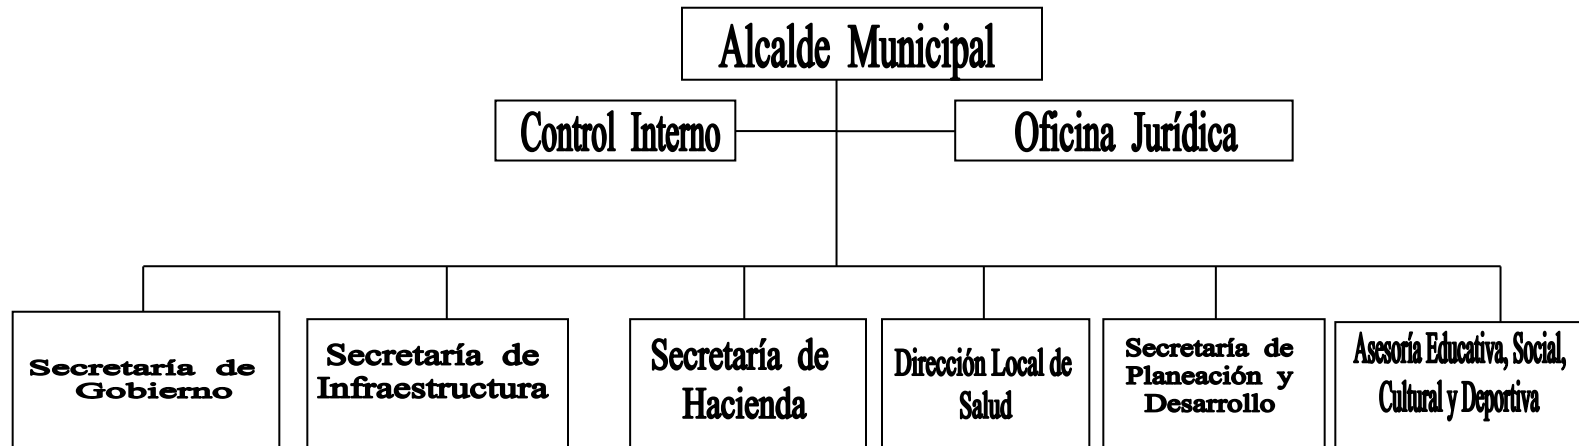 Alcalde Municipal
Control Interno
Oficina Jurídica
Secretaría de
Gobierno
Secretaría de
Infraestructura
Secretaría de
Hacienda
Dirección Local de
Salud
Secretaría de
Planeación y
Desarrollo
Asesoría Educativa, Social,
Cultural y Deportiva